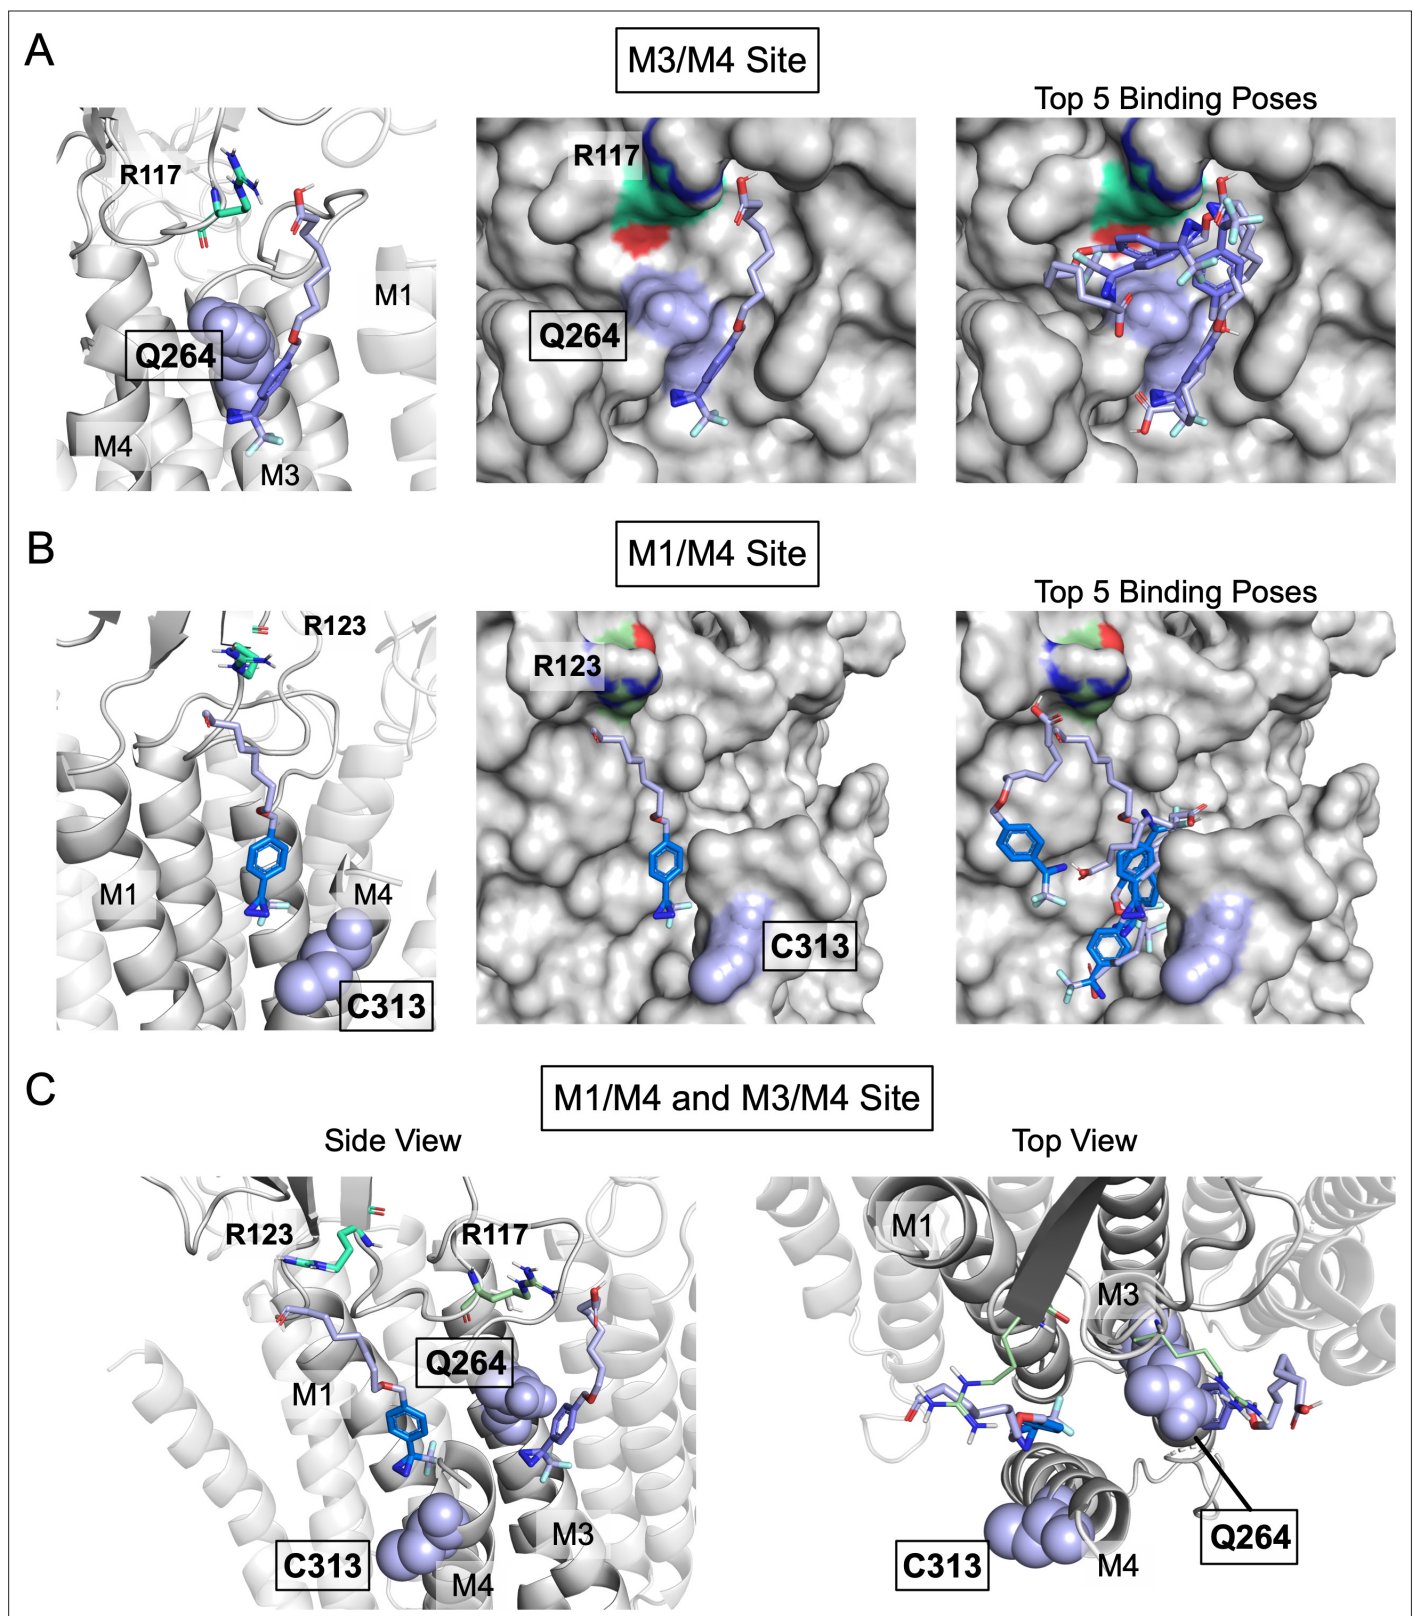 A
M3/M4 Site
Top 5 Binding Poses
R117
M1
Q264
M4
M3
R117
Q264
B
M1/M4 Site
Top 5 Binding Poses
R123
M1
M4
C313
R123
C313
C
M1/M4 and M3/M4 Site
Side View
Top View
R123
R117
Q264
M1
C313
M4
M3
M1
M3
Q264
C313
M4